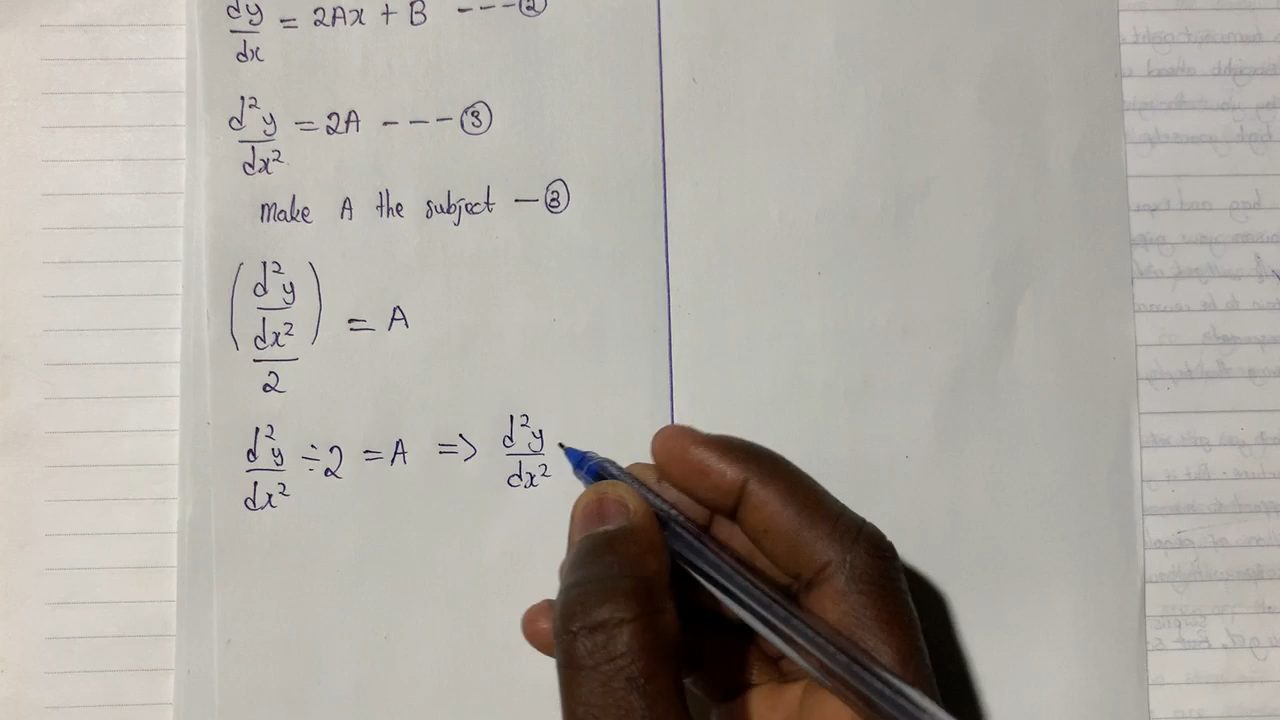 dy/dx = 2Ax + B ---②
d²y/dx² = 2A ---③
make A the subject -③
(d²y/dx²)/2 = A
d²y/dx² ÷ 2 = A => d²y/dx²